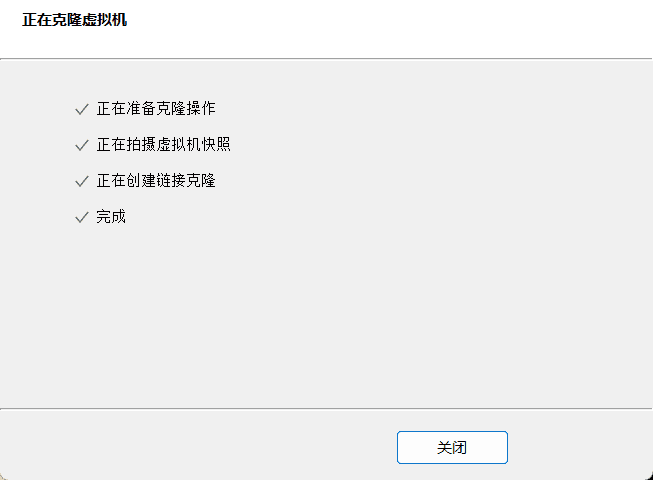 正在克隆虚拟机
正在准备克隆操作
正在拍摄虚拟机快照
正在创建链接克隆
完成
关闭